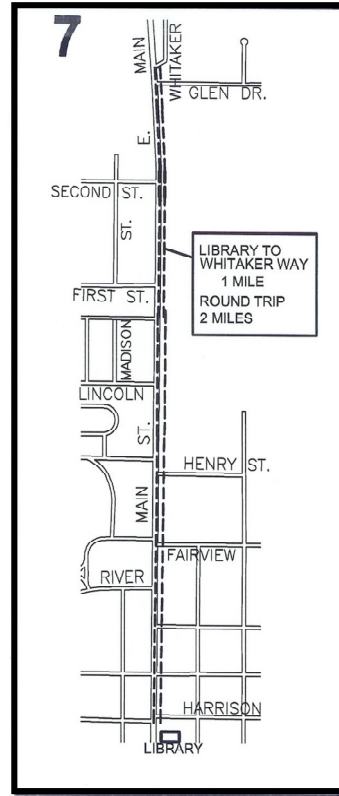 7
MAIN
WHITAKER
GLEN DR.
E.
SECOND ST.
ST.
LIBRARY TO
WHITAKER WAY
1 MILE
ROUND TRIP
2 MILES
FIRST ST.
MADISON
LINCOLN
ST.
HENRY ST.
MAIN
FAIRVIEW
RIVER
HARRISON
LIBRARY